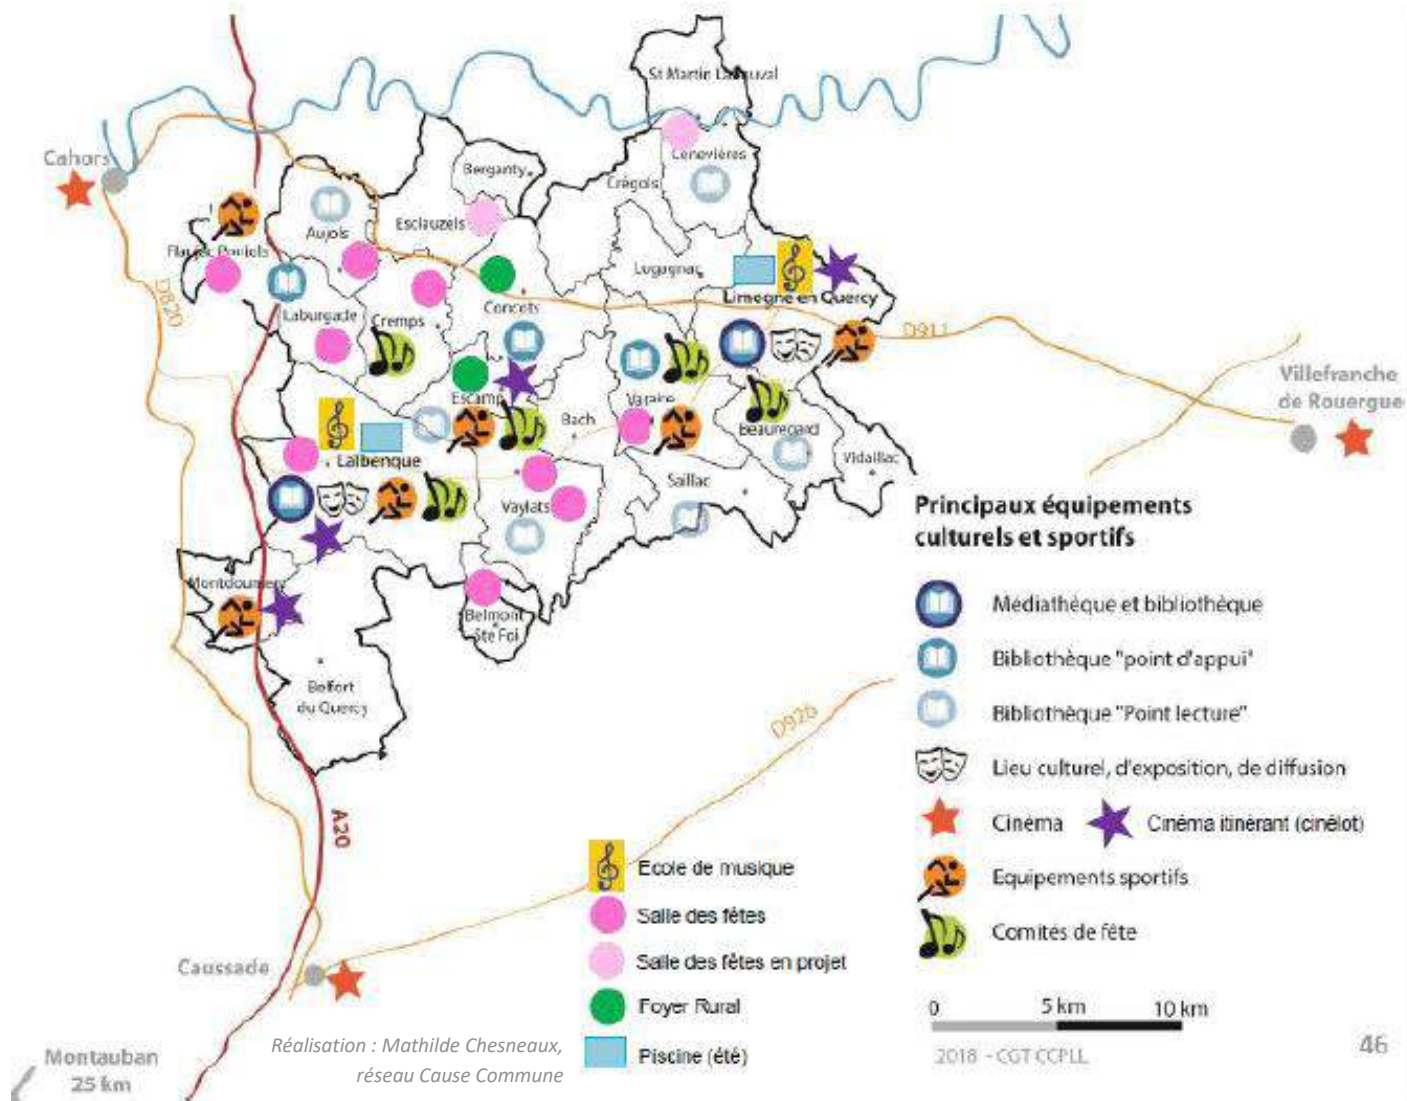 St Martin Labouval
Cahors
Cenevières
Berganty
Crégols
Esclauzels
Aujols
Flaujac Poujols
Lugagnac
Limogne en Quercy
D820
Concots
Laburgade
Cremps
D911
Villefranche
de Rouergue
Escamps
Bach
Varaire
Beauregard
Vidaillac
Lalbenque
Saillac
Vaylats
Montdoumerc
Belmont
Ste Foi
Belfort
du Quercy
D926
A20
Caussade
Montauban
25 km
Principaux équipements
culturels et sportifs
Médiathèque et bibliothèque
Bibliothèque "point d'appui"
Bibliothèque "Point lecture"
Lieu culturel, d'exposition, de diffusion
Cinéma
Cinéma itinérant (cinélot)
Equipements sportifs
Comités de fête
Ecole de musique
Salle des fêtes
Salle des fêtes en projet
Foyer Rural
Piscine (été)
0 5 km 10 km
2018 - CGT CCPLL
46
Réalisation : Mathilde Chesneaux,
réseau Cause Commune